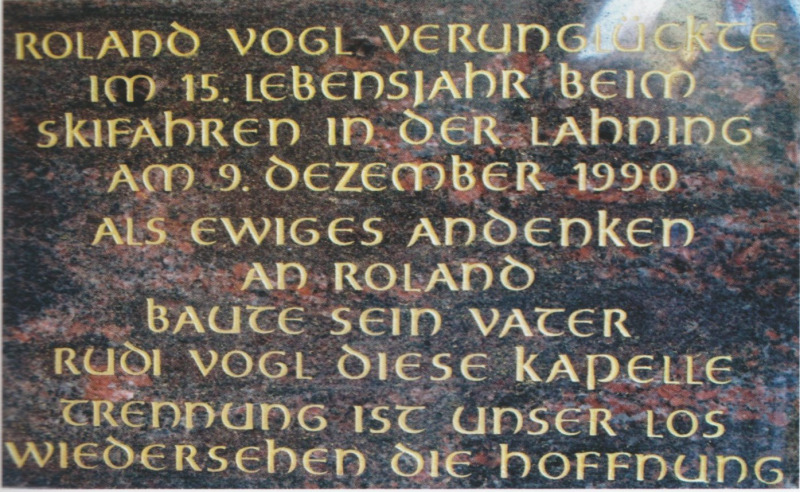 ROLAND VOGL VERUNGLÜCKTE
IM 15. LEBENSJAHR BEIM
SKIFAHREN IN DER LAHNING
AM 9. DEZEMBER 1990
ALS EWIGES ANDENKEN
AN ROLAND
BAUTE SEIN VATER
RUDI VOGL DIESE KAPELLE
TRENNUNG IST UNSER LOS
WIEDERSEHEN DIE HOFFNUNG